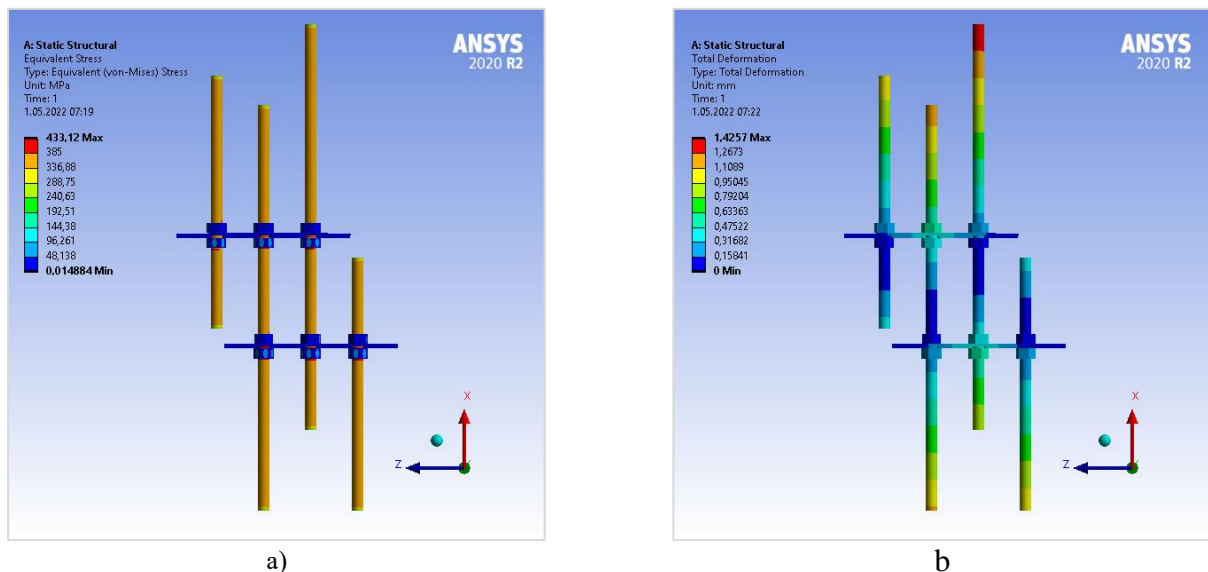 A: Static Structural
Equivalent Stress
Type: Equivalent (von-Mises) Stress
Unit: MPa
Time: 1
1.05.2022 07:19
ANSYS
2020 R2
433,12 Max
385
336,88
288,75
240,63
192,51
144,38
96,261
48,138
0,014884 Min
X
Z
Y
a)
A: Static Structural
Total Deformation
Type: Total Deformation
Unit: mm
Time: 1
1.05.2022 07:22
ANSYS
2020 R2
1,4257 Max
1,2673
1,1089
0,95045
0,79204
0,63363
0,47522
0,31682
0,15841
0 Min
X
Z
Y
b